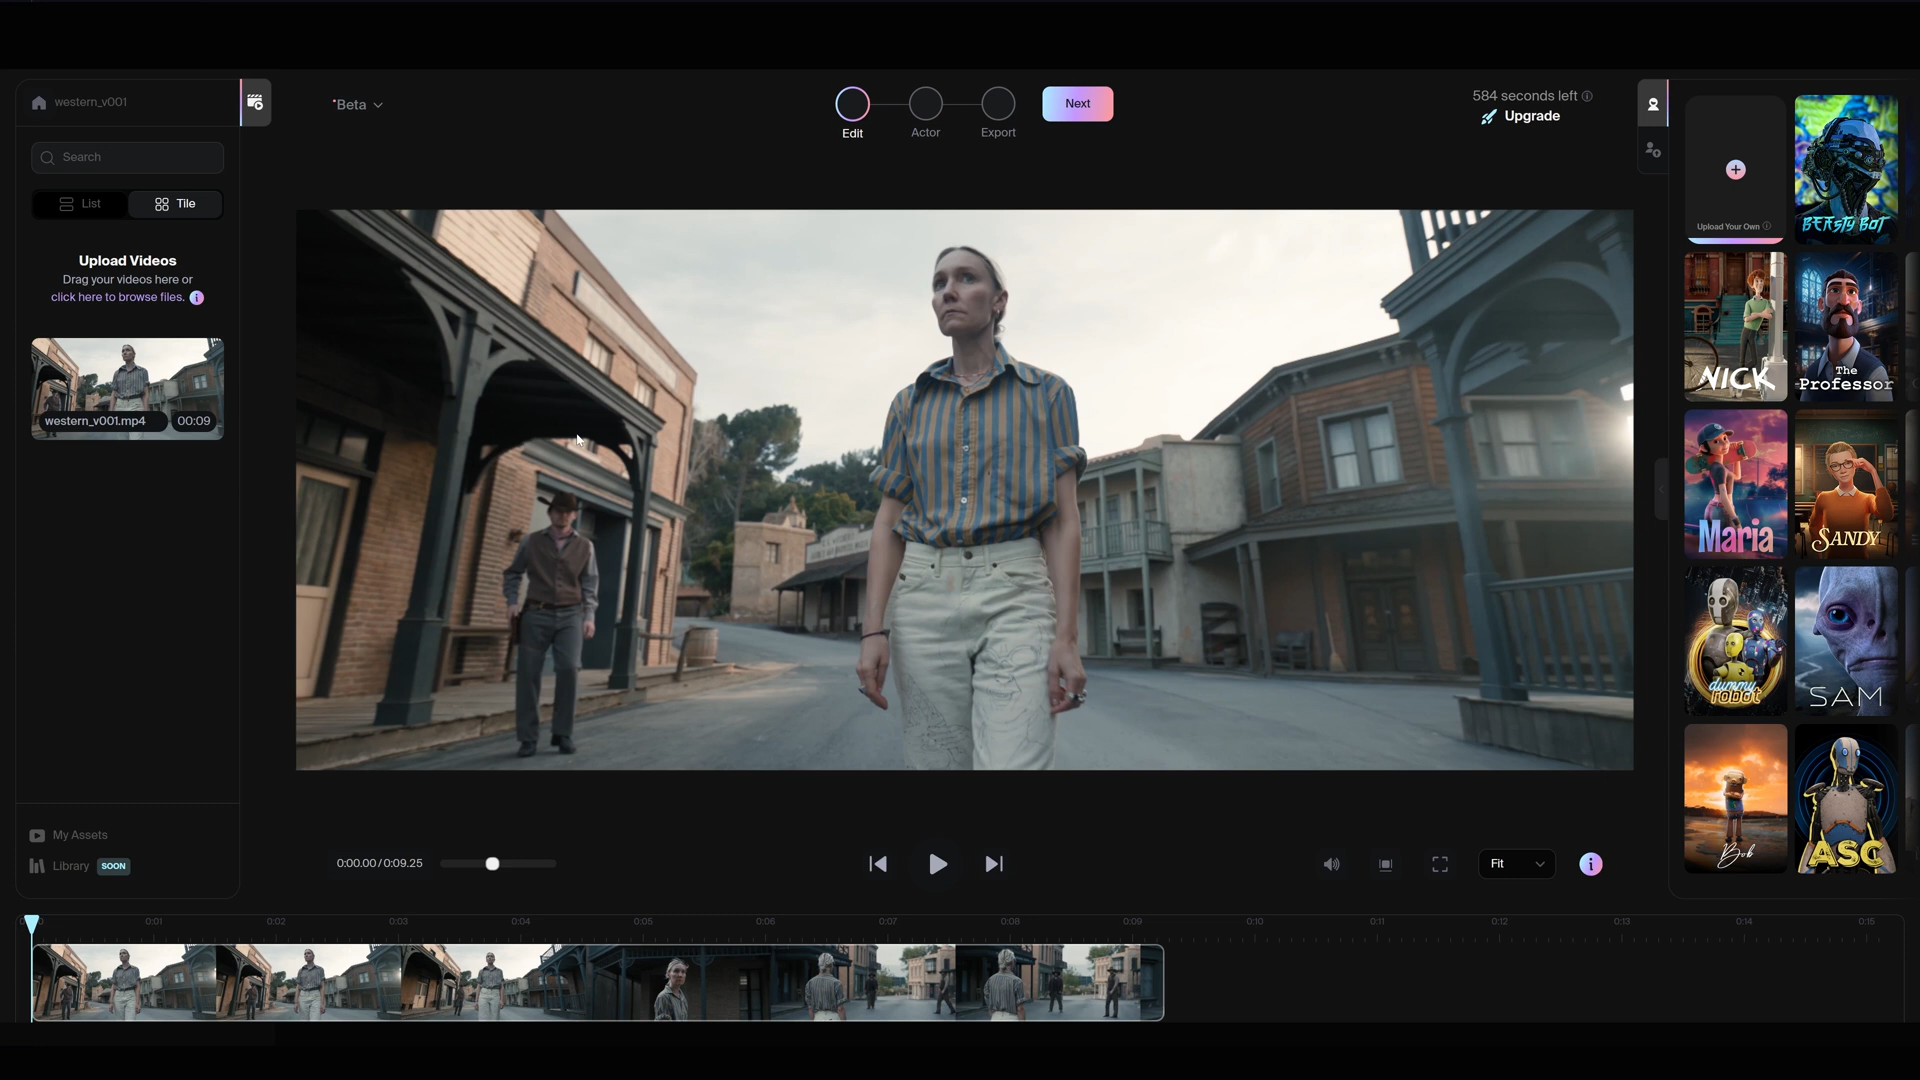 western_v001
Search
List
Tile
Upload Videos
Drag your videos here or
click here to browse files.
western_v001.mp4
00:09
My Assets
Library
SOON
*Beta
Edit
Actor
Export
Next
584 seconds left
Upgrade
0:00.00 / 0:09.25
Fit
Upload Your Own
BEASTY BOT
NICK
The
Professor
Maria
SANDY
dummy
robot
SAM
Bob
ASC
0:01
0:02
0:03
0:04
0:05
0:06
0:07
0:08
0:09
0:10
0:11
0:12
0:13
0:14
0:15